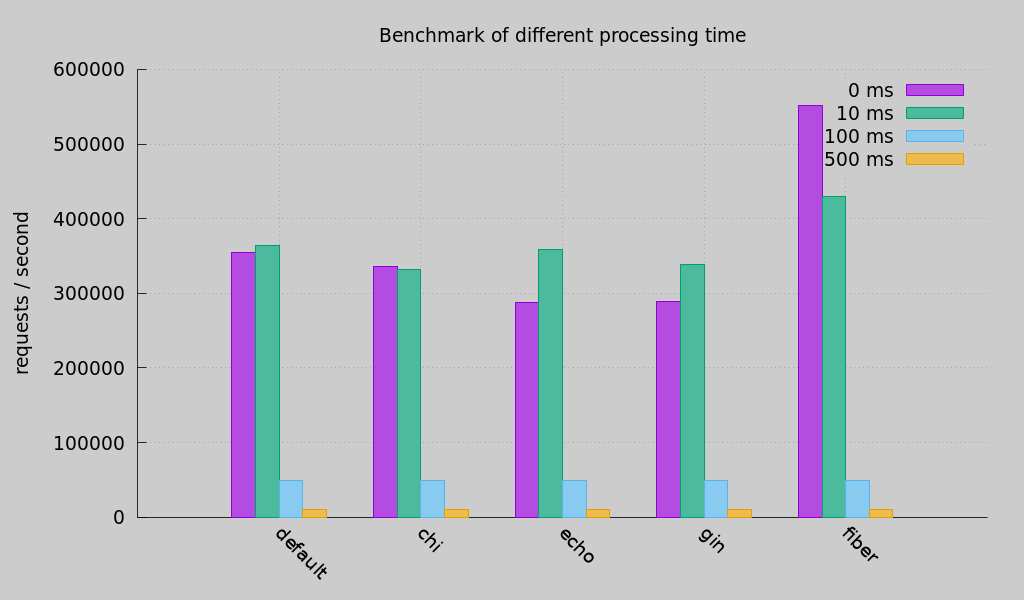 Benchmark of different processing time
600000
500000
400000
300000
200000
100000
0
requests / second
0 ms
10 ms
100 ms
500 ms
default
chi
echo
gin
fiber